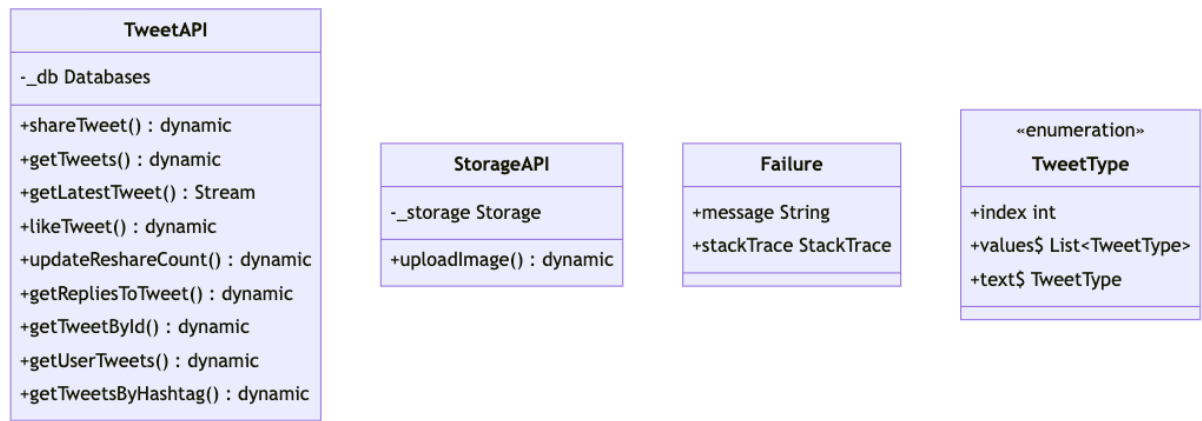 TweetAPI
-_db Databases
+shareTweet() : dynamic
+getTweets() : dynamic
+getLatestTweet() : Stream
+likeTweet() : dynamic
+updateReshareCount() : dynamic
+getRepliesToTweet() : dynamic
+getTweetById() : dynamic
+getUserTweets() : dynamic
+getTweetsByHashtag() : dynamic
StorageAPI
-_storage Storage
+uploadImage() : dynamic
Failure
+message String
+stackTrace StackTrace
«enumeration»
TweetType
+index int
+values$ List<TweetType>
+text$ TweetType